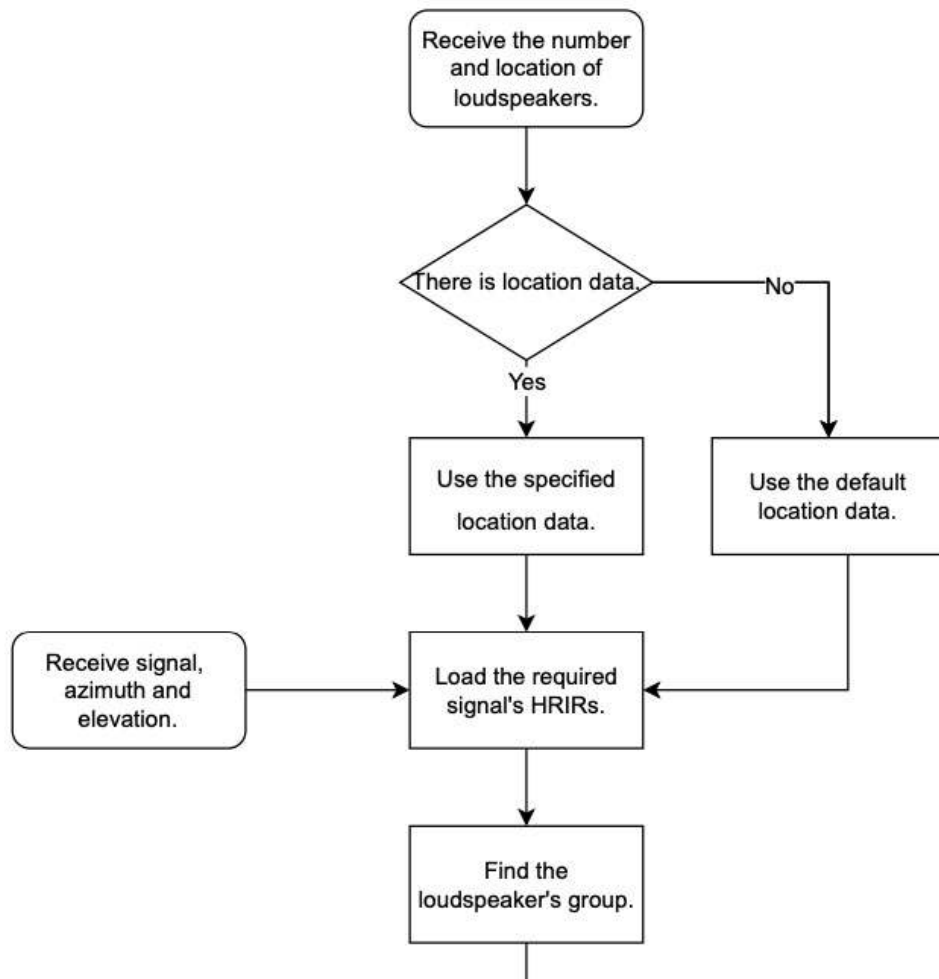 Receive the number
and location of
loudspeakers.
There is location data.
No
Yes
Use the specified
location data.
Use the default
location data.
Receive signal,
azimuth and
elevation.
Load the required
signal's HRIRs.
Find the
loudspeaker's group.